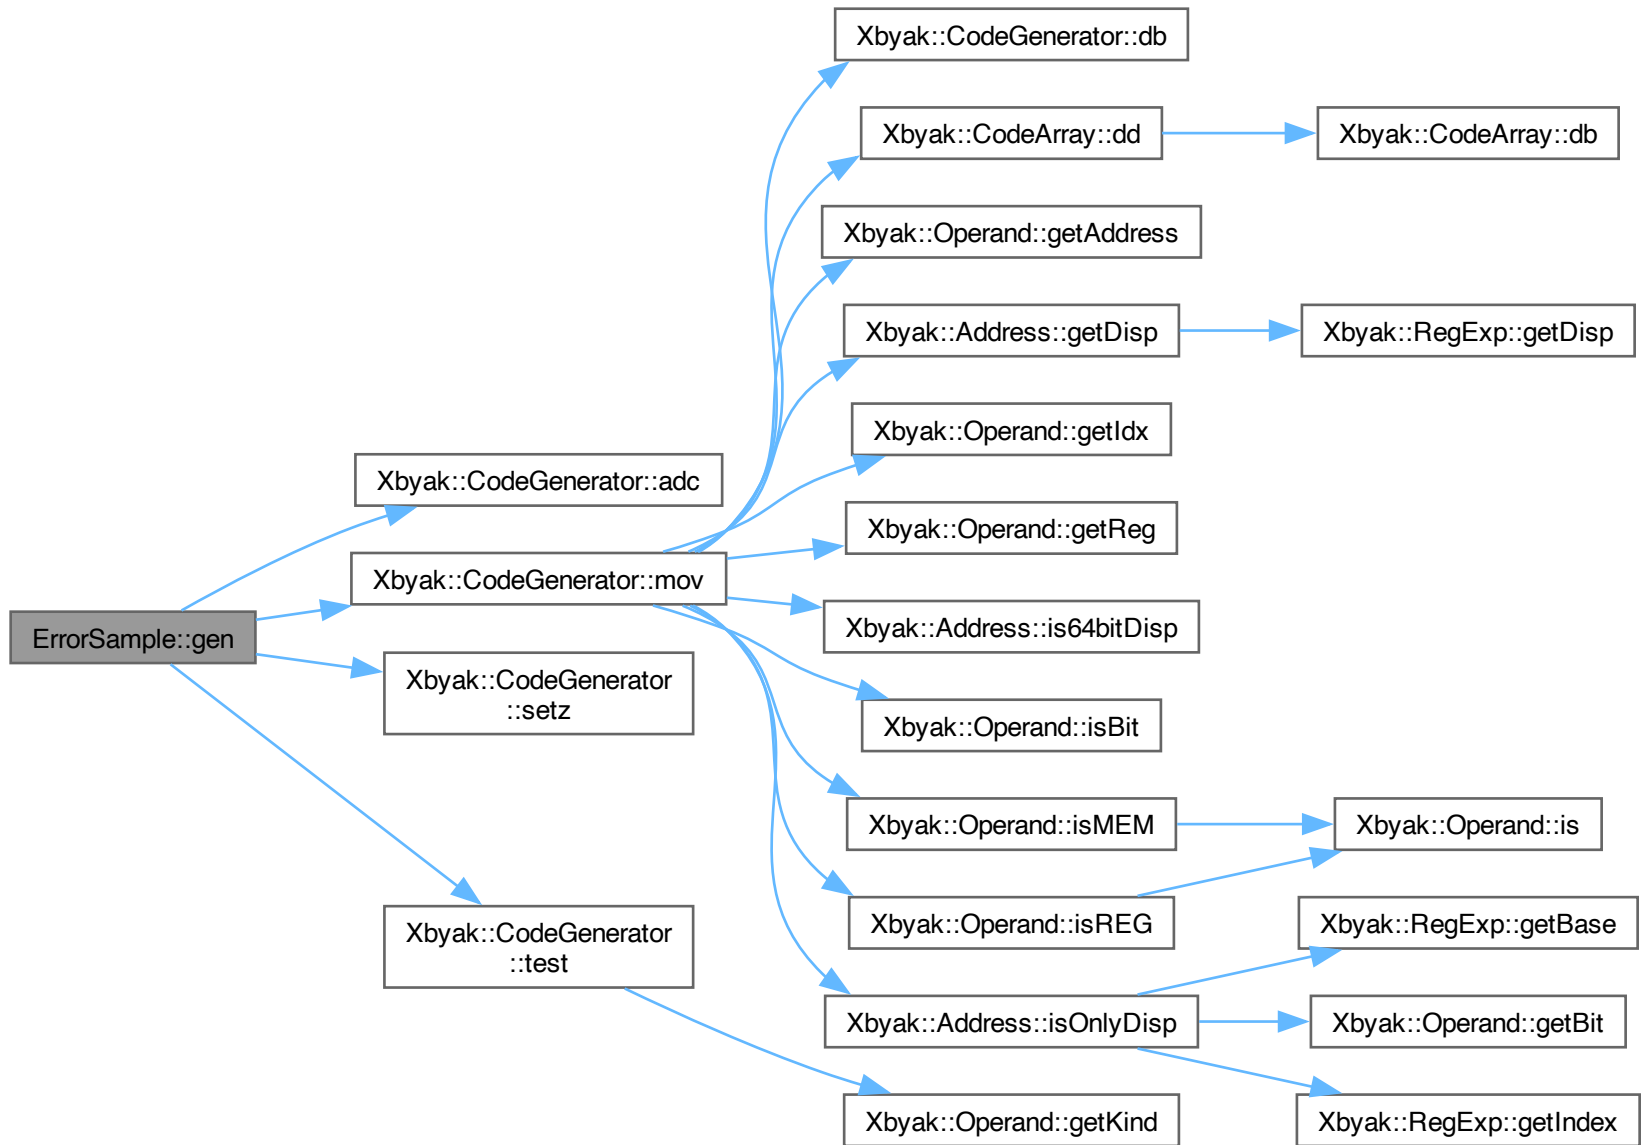 Xbyak::CodeGenerator::db
Xbyak::CodeArray::dd
Xbyak::CodeArray::db
Xbyak::Operand::getAddress
Xbyak::Address::getDisp
Xbyak::RegExp::getDisp
Xbyak::Operand::getIdx
Xbyak::CodeGenerator::adc
Xbyak::Operand::getReg
Xbyak::CodeGenerator::mov
Xbyak::Address::is64bitDisp
ErrorSample::gen
Xbyak::CodeGenerator
::setz
Xbyak::Operand::isBit
Xbyak::Operand::isMEM
Xbyak::Operand::is
Xbyak::Operand::isREG
Xbyak::RegExp::getBase
Xbyak::CodeGenerator
::test
Xbyak::Address::isOnlyDisp
Xbyak::Operand::getBit
Xbyak::Operand::getKind
Xbyak::RegExp::getIndex